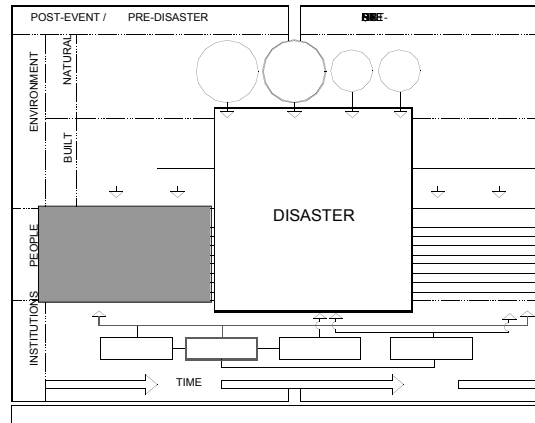 POST-EVENT / PRE-DISASTER
ENVIRONMENT
NATURAL
BUILT
DISASTER
PEOPLE
INSTITUTIONS
TIME